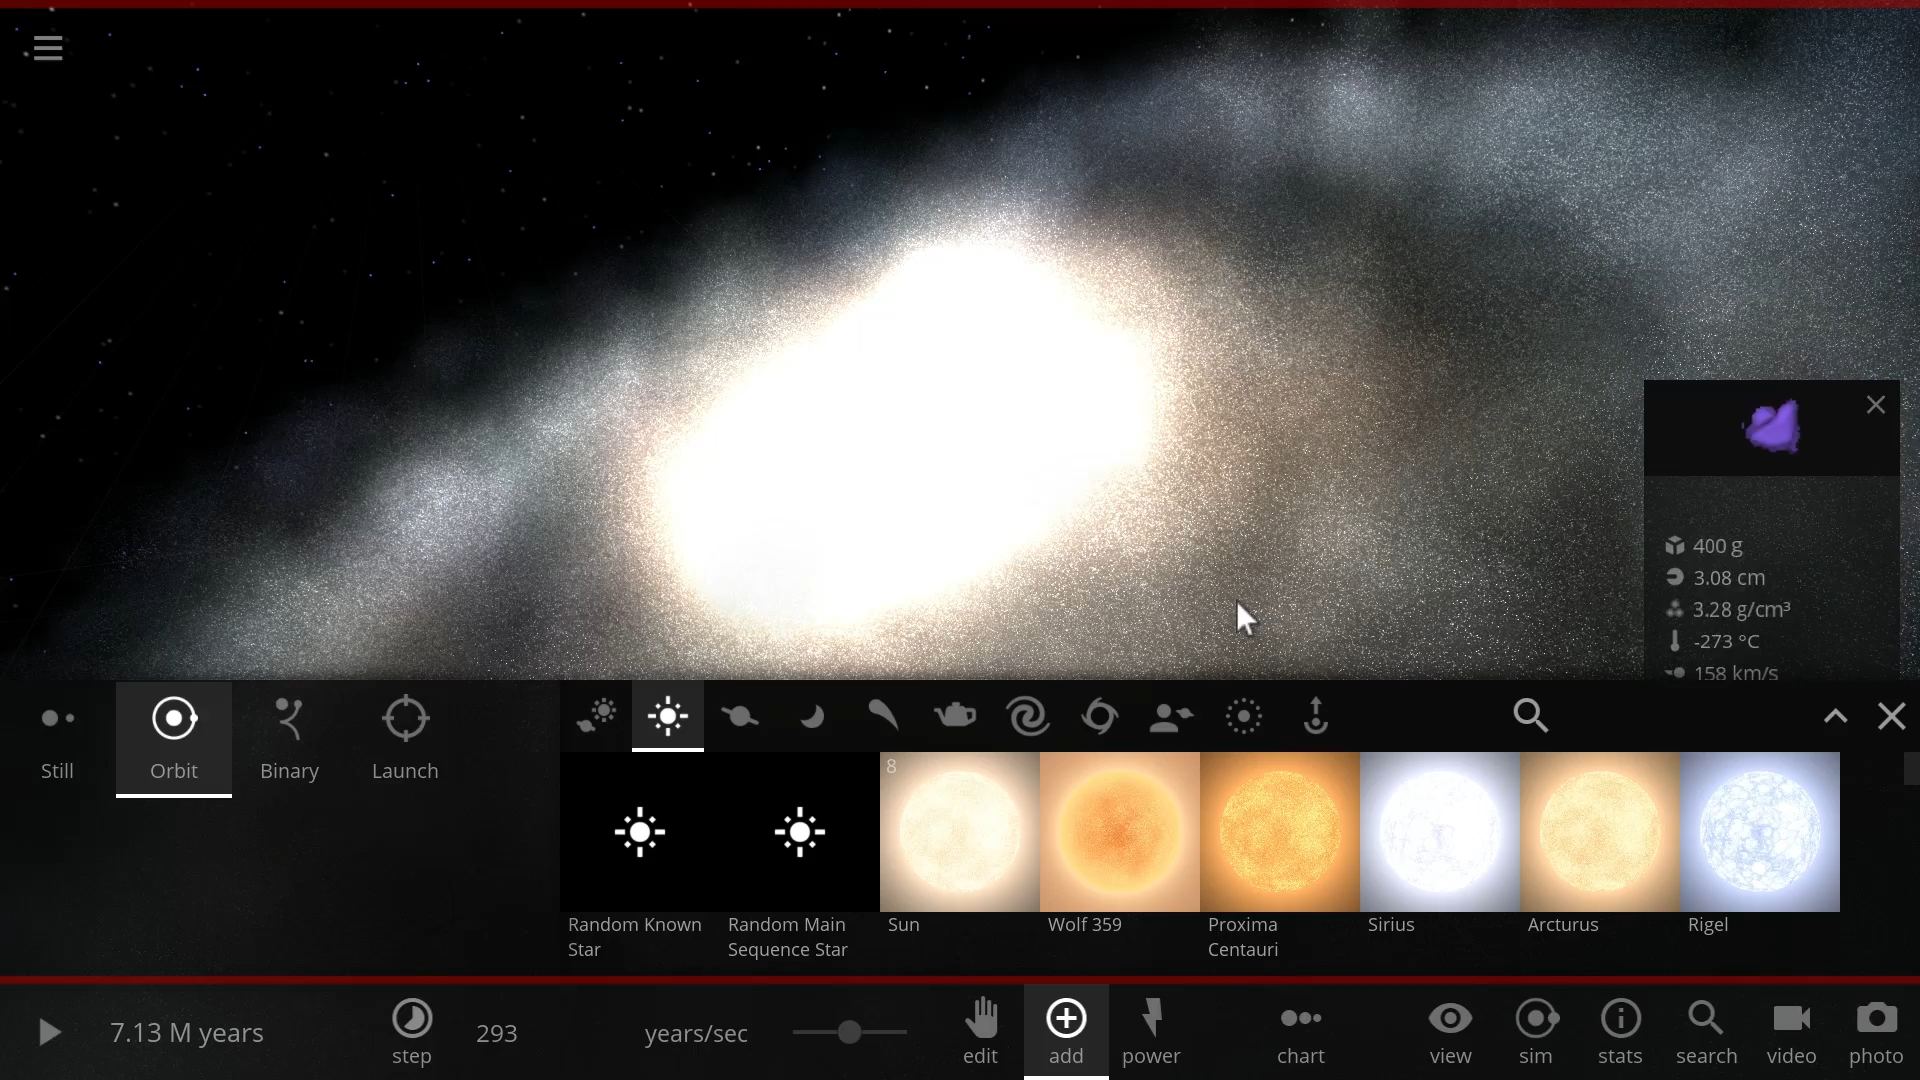 400 g
3.08 cm
3.28 g/cm³
-273 °C
158 km/s
Still
Orbit
Binary
Launch
8
Random Known
Star
Random Main
Sequence Star
Sun
Wolf 359
Proxima
Centauri
Sirius
Arcturus
Rigel
7.13 M years
step
293
years/sec
edit
add
power
chart
view
sim
stats
search
video
photo